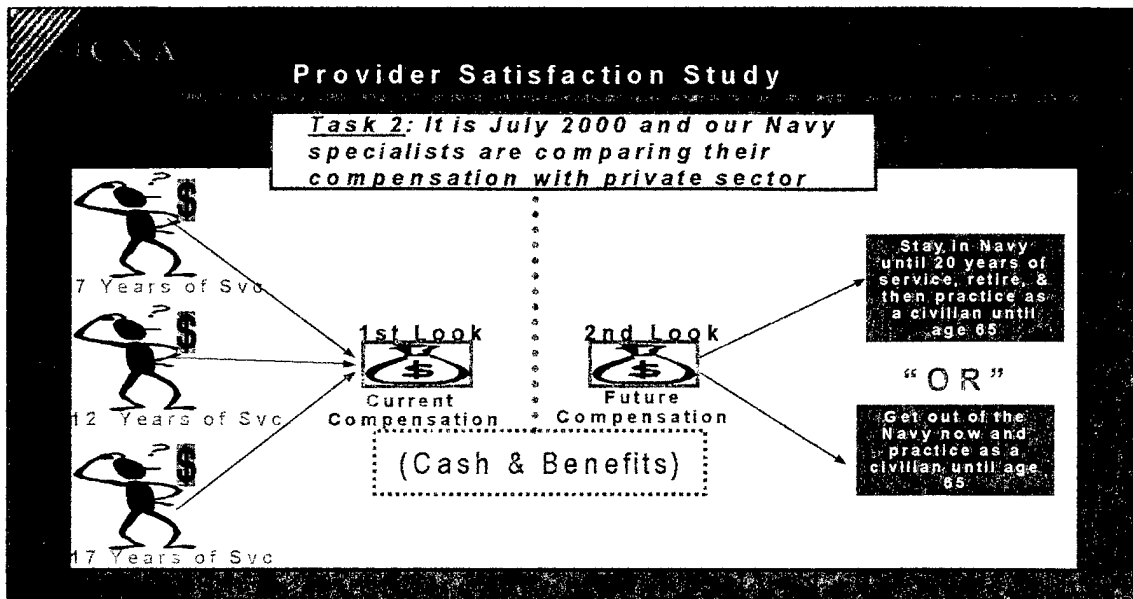 CNA
Provider Satisfaction Study
Task 2: It is July 2000 and our Navy
specialists are comparing their
compensation with private sector
? $
7 Years of Svc
? $
12 Years of Svc
? $
17 Years of Svc
1st Look
$
Current
Compensation
2nd Look
$
Future
Compensation
(Cash & Benefits)
Stay in Navy
until 20 years of
service, retire, &
then practice as
a civilian until
age 65
“OR”
Get out of the
Navy now and
practice as a
civilian until age
65